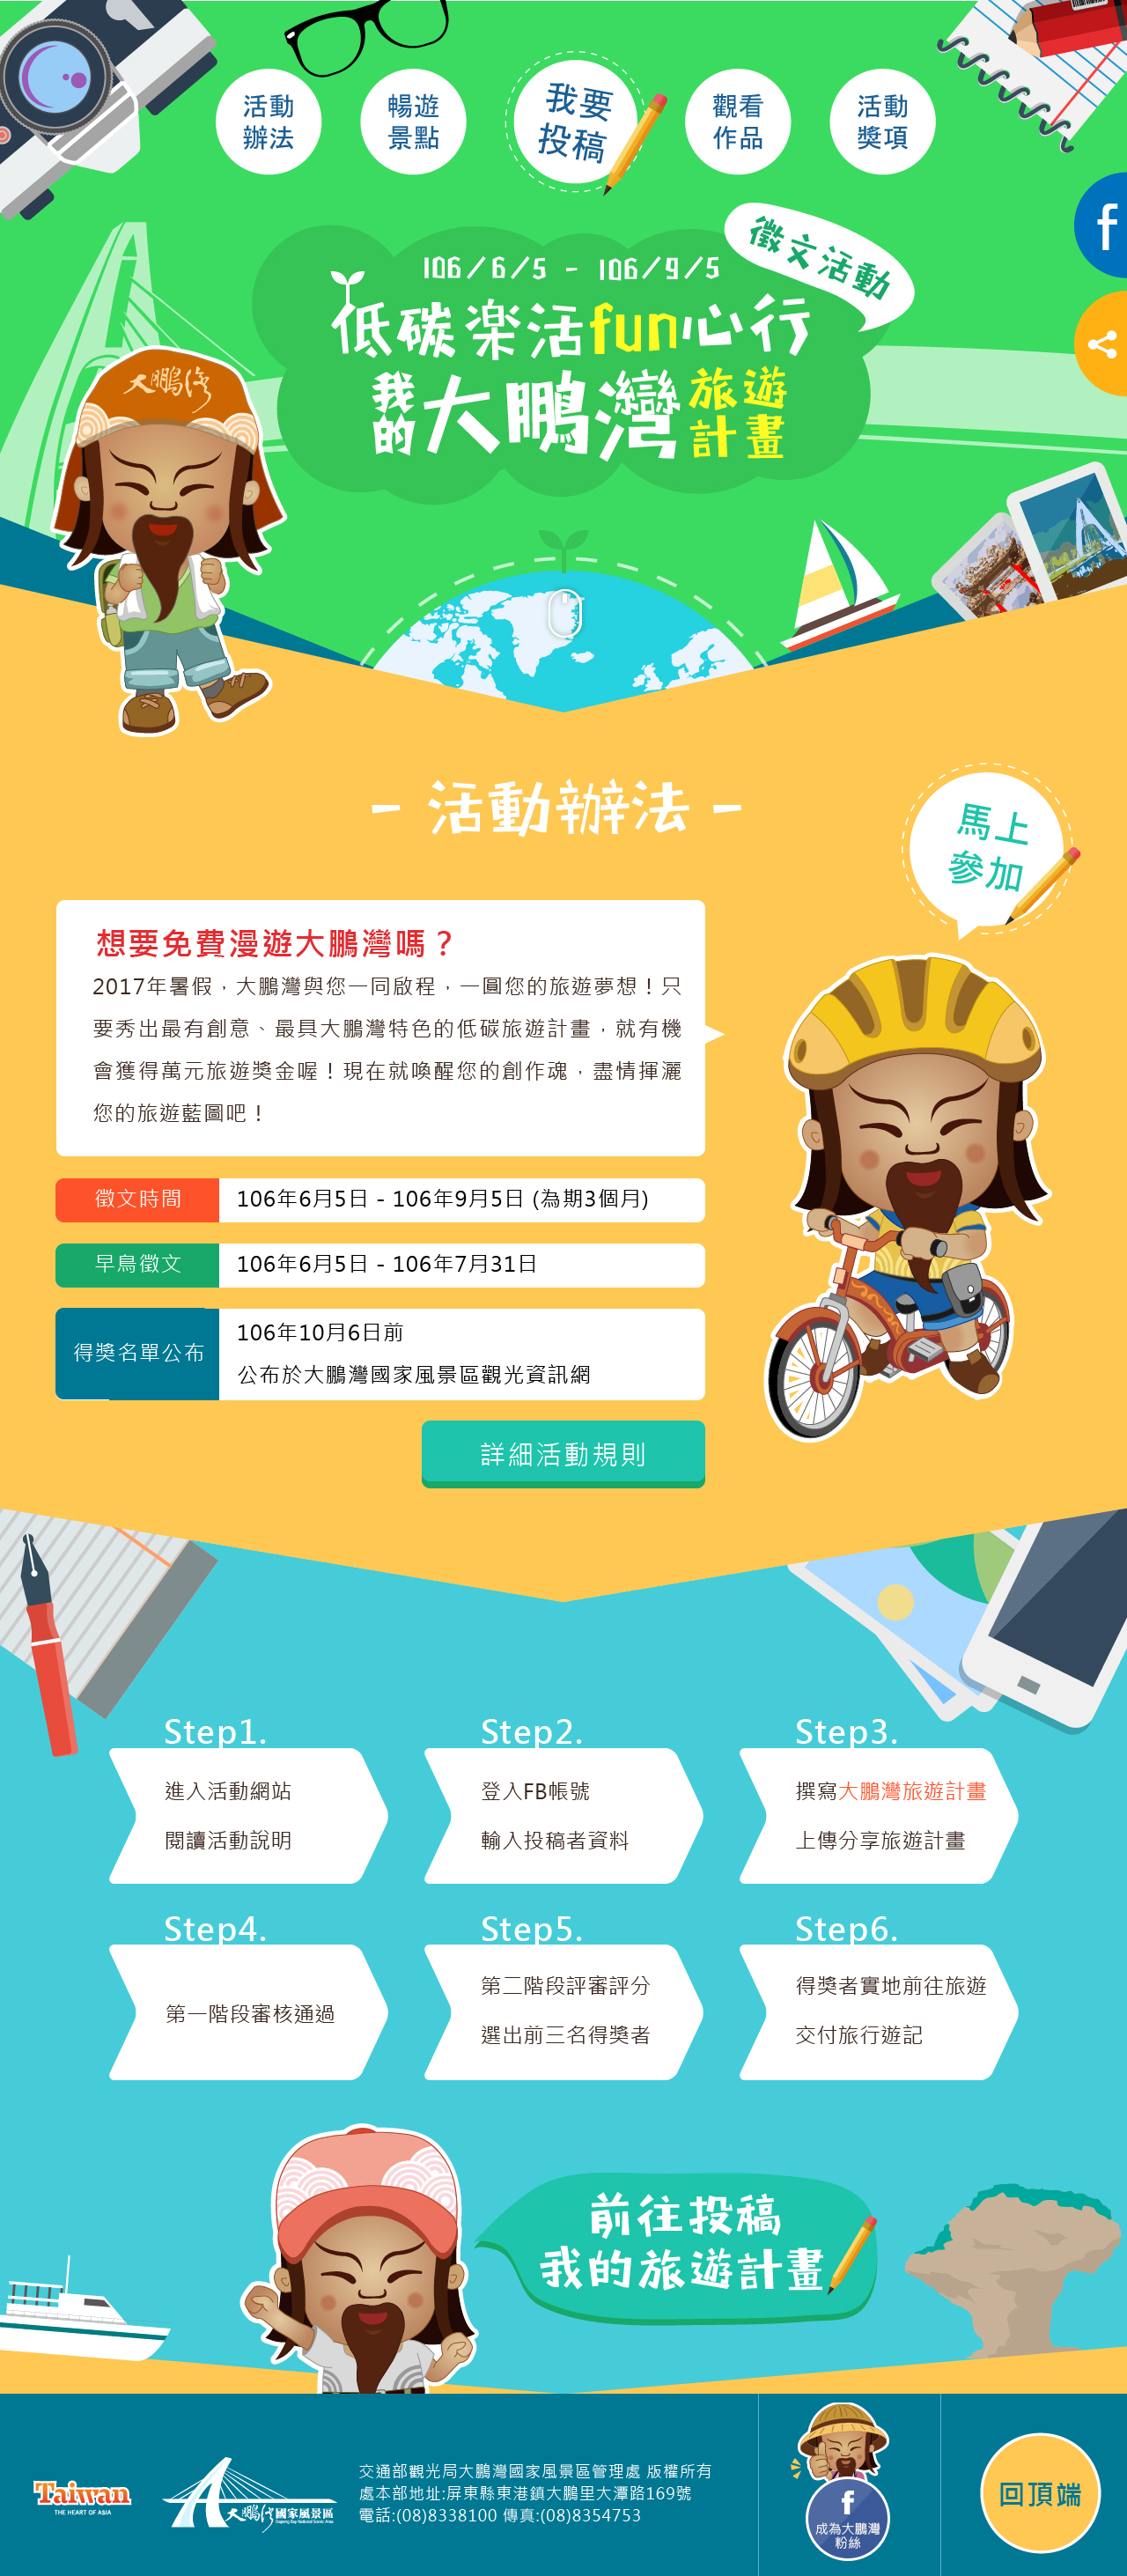 活動
辦法
暢遊
景點
我要
投稿
觀看
作品
活動
獎項
f
徵文活動
106/6/5 - 106/9/5
低碳楽活fun心行
我的大鵬灣旅遊計畫
大鵬灣
- 活動辦法 -
馬上
參加
想要免費漫遊大鵬灣嗎？
2017年暑假，大鵬灣與您一同啟程，一圓您的旅遊夢想！只
要秀出最有創意、最具大鵬灣特色的低碳旅遊計畫，就有機
會獲得萬元旅遊獎金喔！現在就喚醒您的創作魂，盡情揮灑
您的旅遊藍圖吧！
徵文時間 106年6月5日 - 106年9月5日 (為期3個月)
早鳥徵文 106年6月5日 - 106年7月31日
得獎名單公布 106年10月6日前
公布於大鵬灣國家風景區觀光資訊網
詳細活動規則
Step1.
進入活動網站
閱讀活動說明
Step2.
登入FB帳號
輸入投稿者資料
Step3.
撰寫大鵬灣旅遊計畫
上傳分享旅遊計畫
Step4.
第一階段審核通過
Step5.
第二階段評審評分
選出前三名得獎者
Step6.
得獎者實地前往旅遊
交付旅行遊記
前往投稿
我的旅遊計畫
Taiwan
THE HEART OF ASIA
大鵬灣國家風景區
Dapeng Bay National Scenic Area
交通部觀光局大鵬灣國家風景區管理處 版權所有
處本部地址:屏東縣東港鎮大鵬里大潭路169號
電話:(08)8338100 傳真:(08)8354753
f
成為大鵬灣
粉絲
回頂端